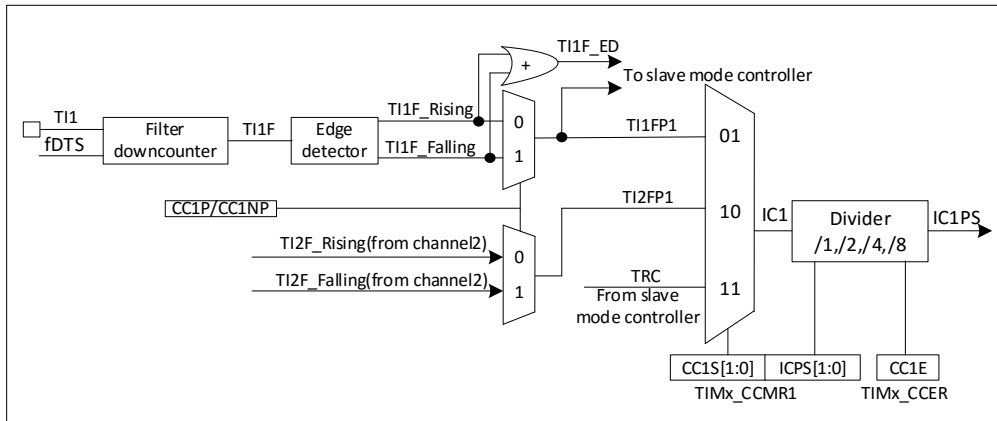 TI1F_ED
+
To slave mode controller
TI1
fDTS
Filter
downcounter
TI1F
Edge
detector
TI1F_Rising
TI1F_Falling
0
1
TI1FP1
01
CC1P/CC1NP
TI2FP1
10
IC1
Divider
/1,/2,/4,/8
IC1PS
TI2F_Rising(from channel2)
TI2F_Falling(from channel2)
0
1
TRC
From slave
mode controller
11
CC1S[1:0]
ICPS[1:0]
CC1E
TIMx_CCMR1
TIMx_CCER